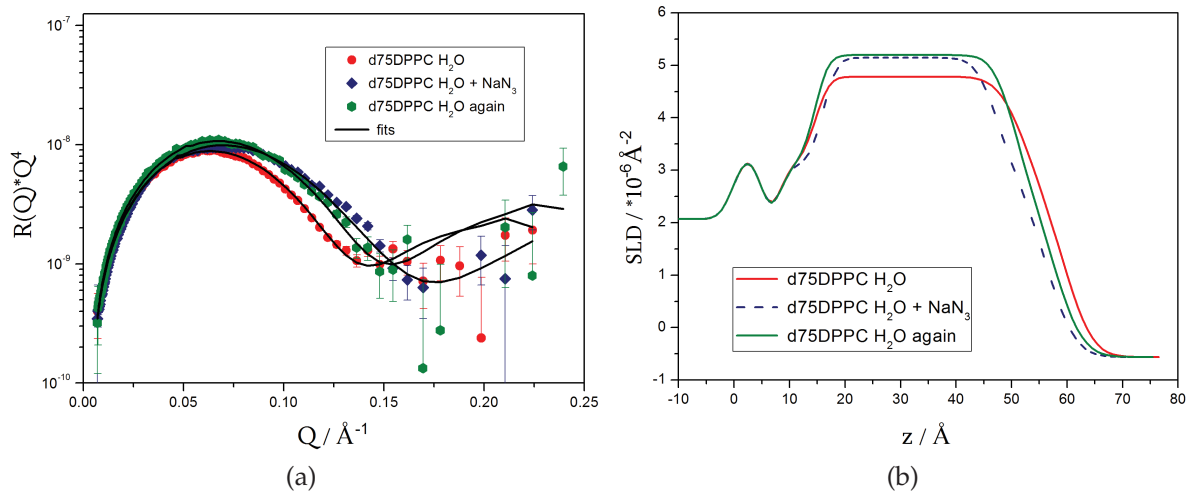 10⁻⁷
10⁻⁸
10⁻⁹
10⁻¹⁰
R(Q)*Q⁴
d75DPPC H₂O
d75DPPC H₂O + NaN₃
d75DPPC H₂O again
fits
0.00 0.05 0.10 0.15 0.20 0.25
Q / Å⁻¹
(a)
6
5
4
3
2
1
0
-1
SLD / *10⁻⁶ Å⁻²
d75DPPC H₂O
d75DPPC H₂O + NaN₃
d75DPPC H₂O again
-10 0 10 20 30 40 50 60 70 80
z / Å
(b)